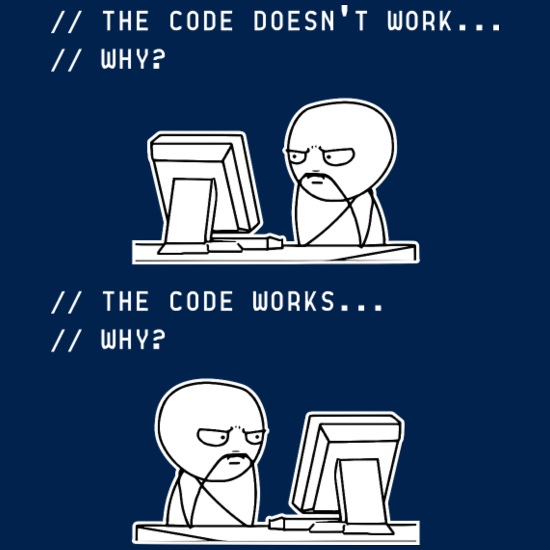 // THE CODE DOESN'T WORK...
// WHY?
// THE CODE WORKS...
// WHY?